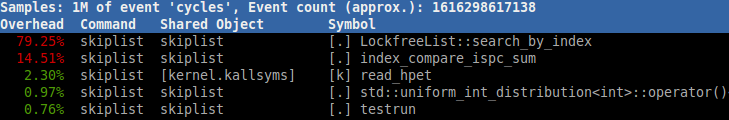 Samples: 1M of event 'cycles', Event count (approx.): 1616298617138
Overhead  Command   Shared Object      Symbol
  79.25%  skiplist  skiplist           [.] LockfreeList::search_by_index
  14.51%  skiplist  skiplist           [.] index_compare_ispc_sum
   2.30%  skiplist  [kernel.kallsyms]  [k] read_hpet
   0.97%  skiplist  skiplist           [.] std::uniform_int_distribution<int>::operator()
   0.76%  skiplist  skiplist           [.] testrun